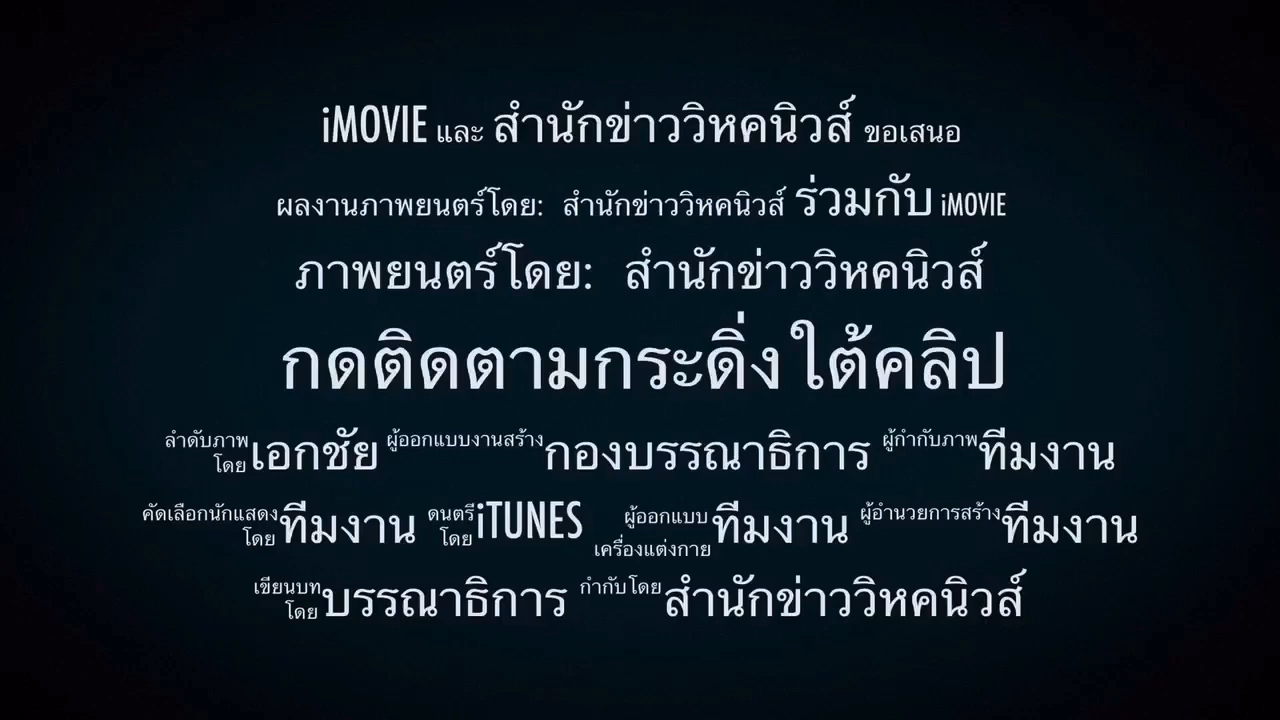 iMOVIE และ สำนักข่าววิหคนิวส์ ขอเสนอ
ผลงานภาพยนตร์โดย: สำนักข่าววิหคนิวส์ ร่วมกับ iMOVIE
ภาพยนตร์โดย: สำนักข่าววิหคนิวส์
กดติดตามกระดิ่ง ใต้คลิป
ลำดับภาพโดย เอกชัย ผู้ออกแบบงานสร้าง กองบรรณาธิการ ผู้กำกับภาพ ทีมงาน
คัดเลือกนักแสดงโดย ทีมงาน ดนตรีโดย iTUNES ผู้ออกแบบเครื่องแต่งกาย ทีมงาน ผู้อำนวยการสร้าง ทีมงาน
เขียนบทโดย บรรณาธิการ กำกับโดย สำนักข่าววิหคนิวส์